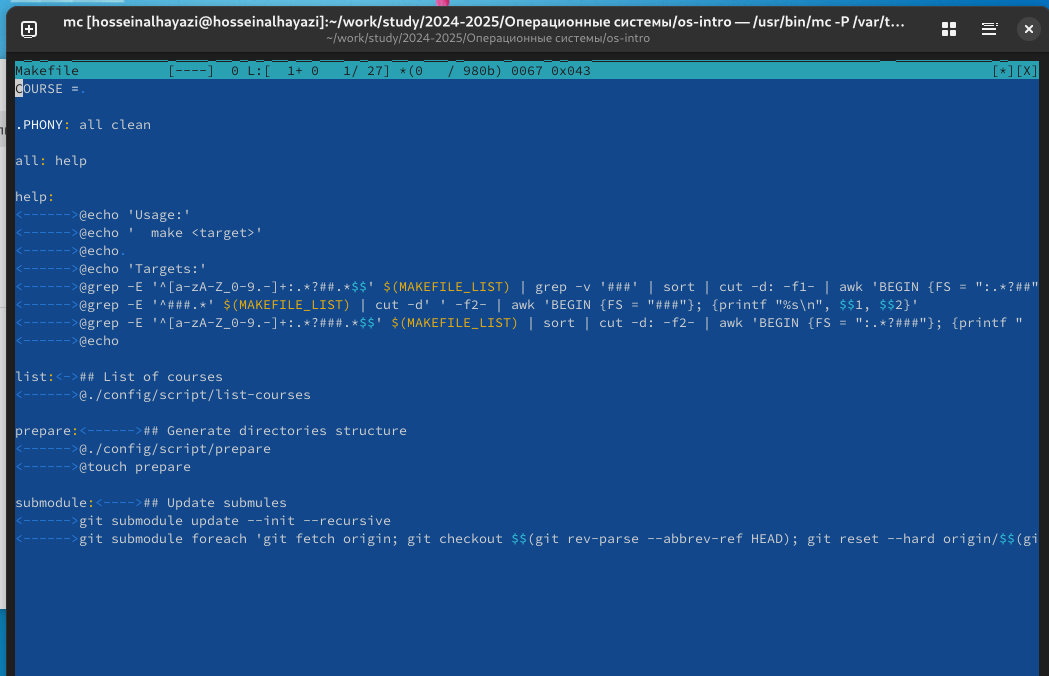 mc [hosseinalhayazi@hosseinalhayazi]:~/work/study/2024-2025/Операционные системы/os-intro — /usr/bin/mc -P /var/t…
~/work/study/2024-2025/Операционные системы/os-intro
Makefile [----] 0 L:[ 1+ 0 1/ 27] *(0 / 980b) 0067 0x043 [*][X]
COURSE =.
.PHONY: all clean
all: help
help:
<------>@echo 'Usage:'
<------>@echo '  make <target>'
<------>@echo.
<------>@echo 'Targets:'
<------>@grep -E '^[a-zA-Z_0-9.-]+:.*?##.*$$' $(MAKEFILE_LIST) | grep -v '###' | sort | cut -d: -f1- | awk 'BEGIN {FS = ":.*?##"
<------>@grep -E '^###.*' $(MAKEFILE_LIST) | cut -d' ' -f2- | awk 'BEGIN {FS = "###"}; {printf "%s\n", $$1, $$2}'
<------>@grep -E '^[a-zA-Z_0-9.-]+:.*?###.*$$' $(MAKEFILE_LIST) | sort | cut -d: -f2- | awk 'BEGIN {FS = ":.*?###"}; {printf "
<------>@echo
list:<->## List of courses
<------>@./config/script/list-courses
prepare:<------>## Generate directories structure
<------>@./config/script/prepare
<------>@touch prepare
submodule:<---->## Update submules
<------>git submodule update --init --recursive
<------>git submodule foreach 'git fetch origin; git checkout $$(git rev-parse --abbrev-ref HEAD); git reset --hard origin/$$(gi